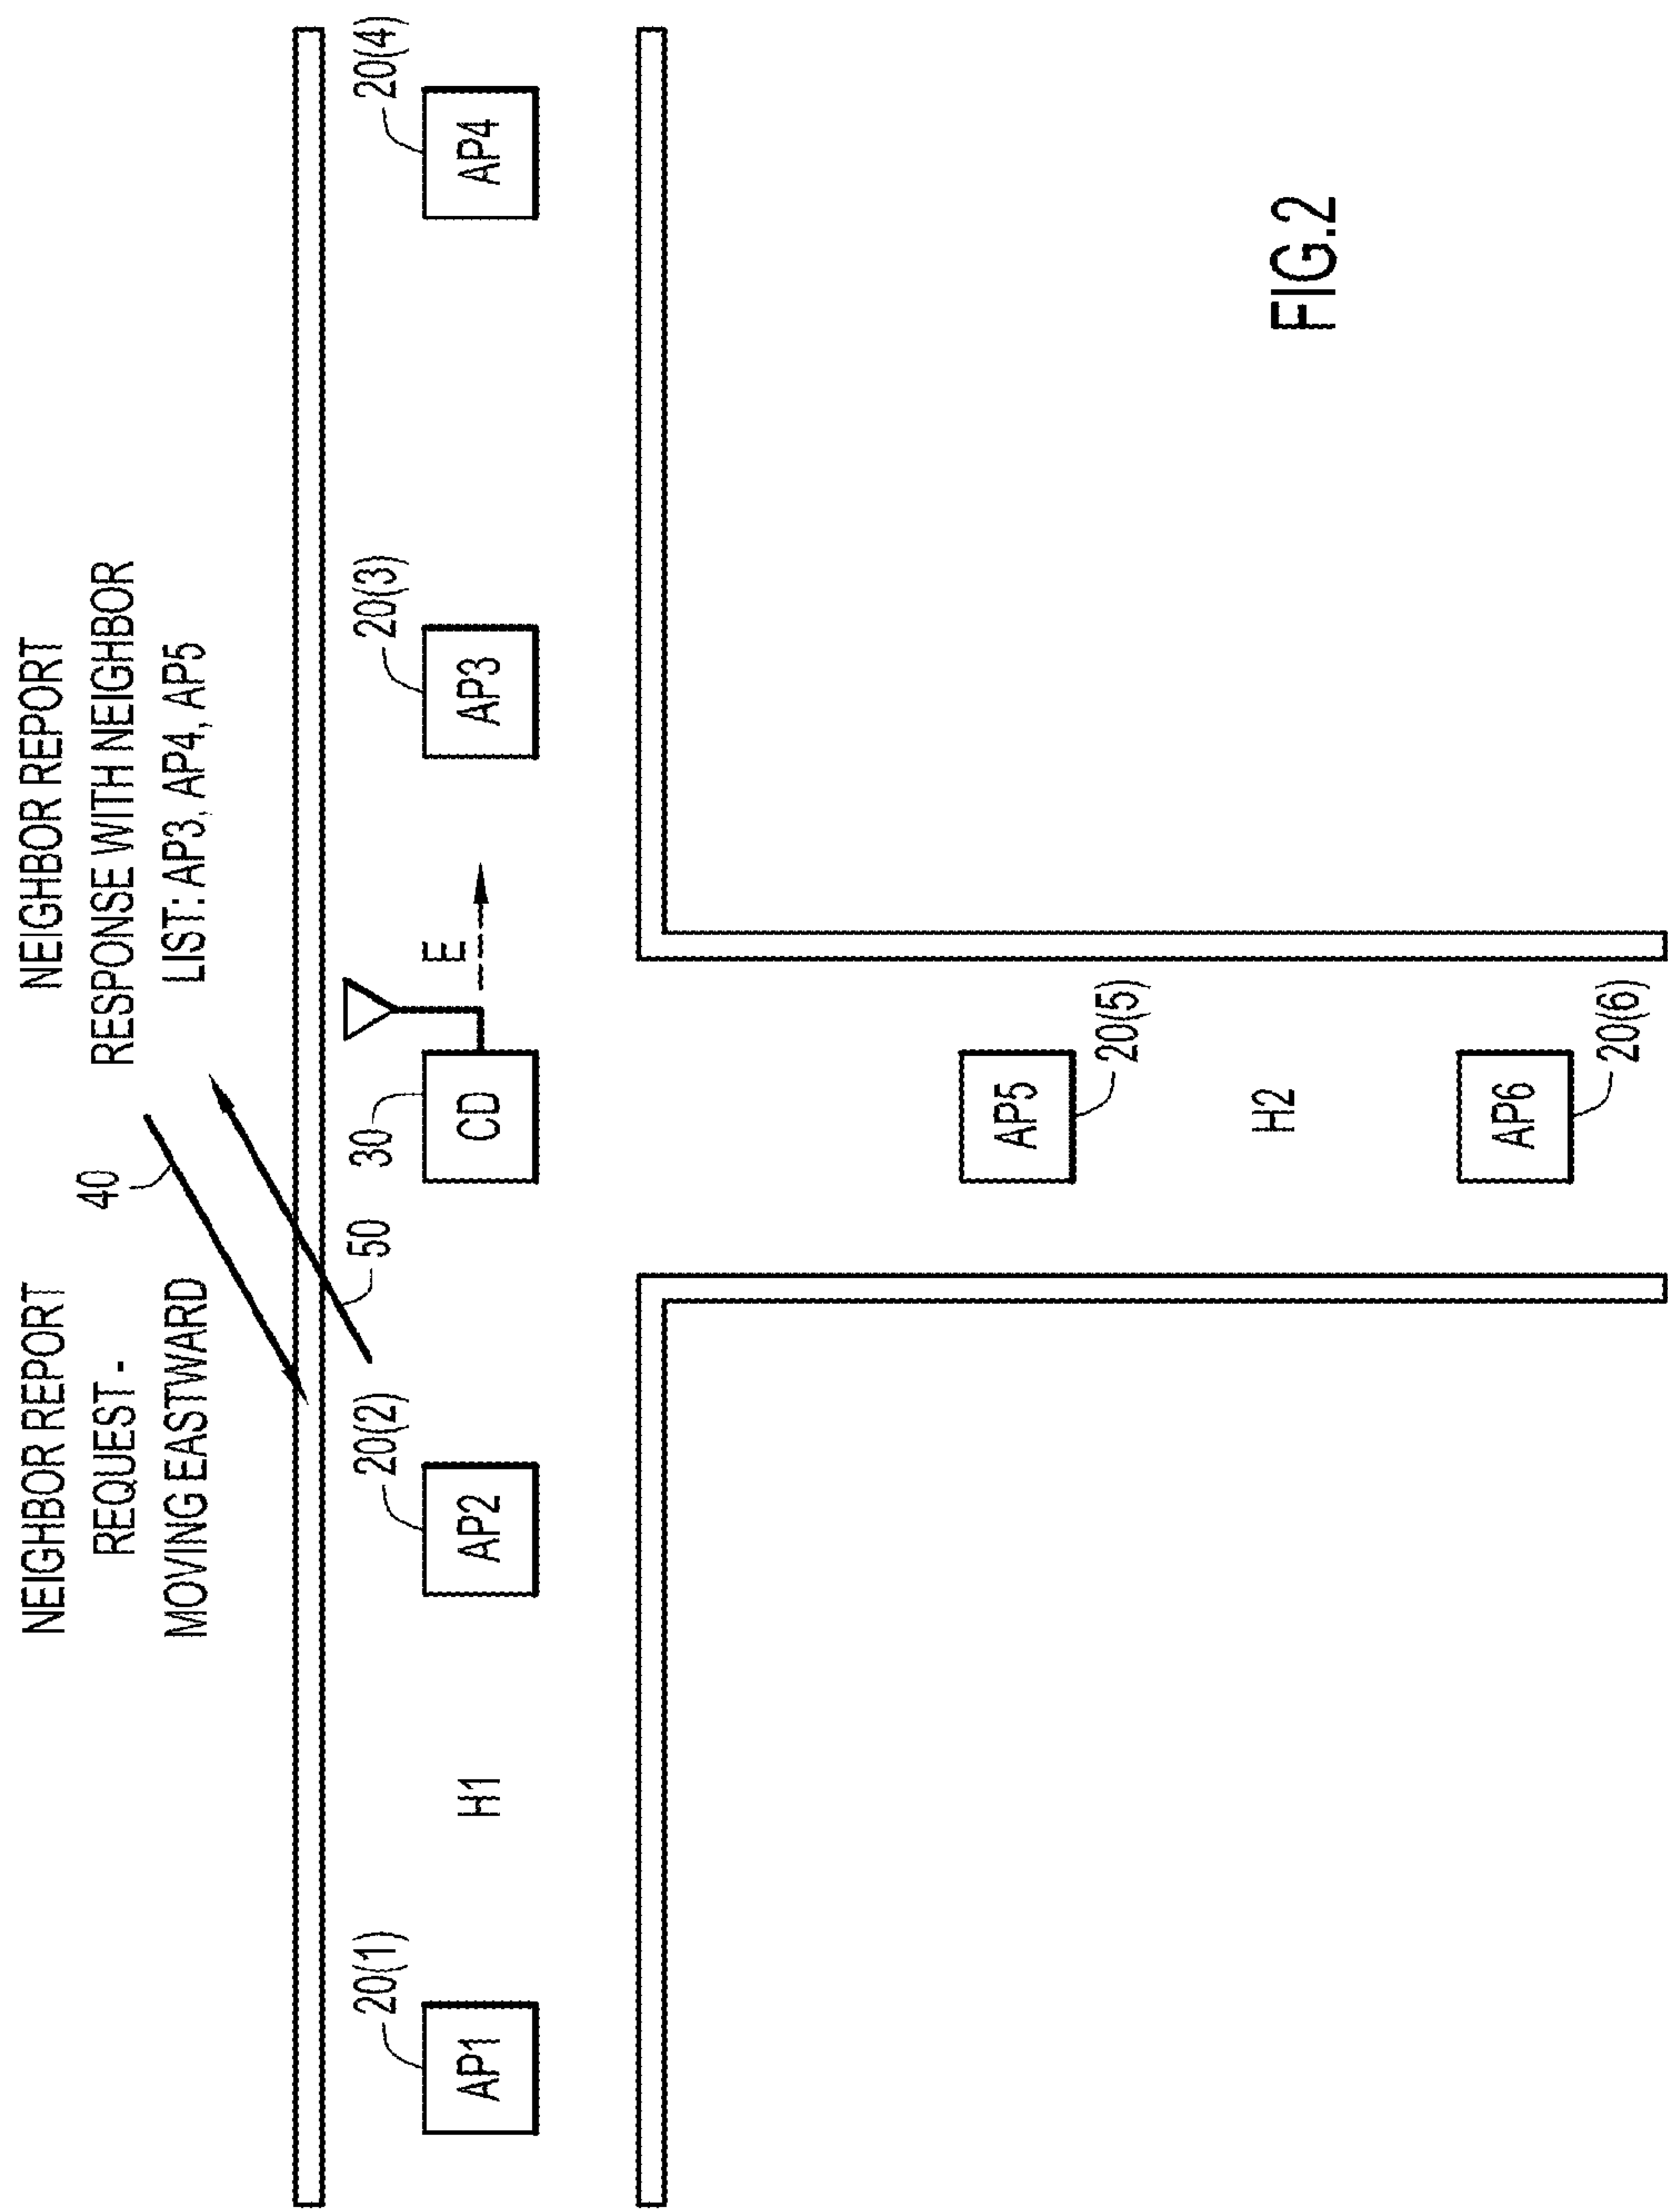 NEIGHBOR REPORT
REQUEST -
MOVING EASTWARD
40
NEIGHBOR REPORT
RESPONSE WITH NEIGHBOR
LIST: AP3, AP4, AP5
50
20(1)
AP1
H1
20(2)
AP2
30
CD
E
20(3)
AP3
20(4)
AP4
AP5
20(5)
H2
AP6
20(6)
FIG.2